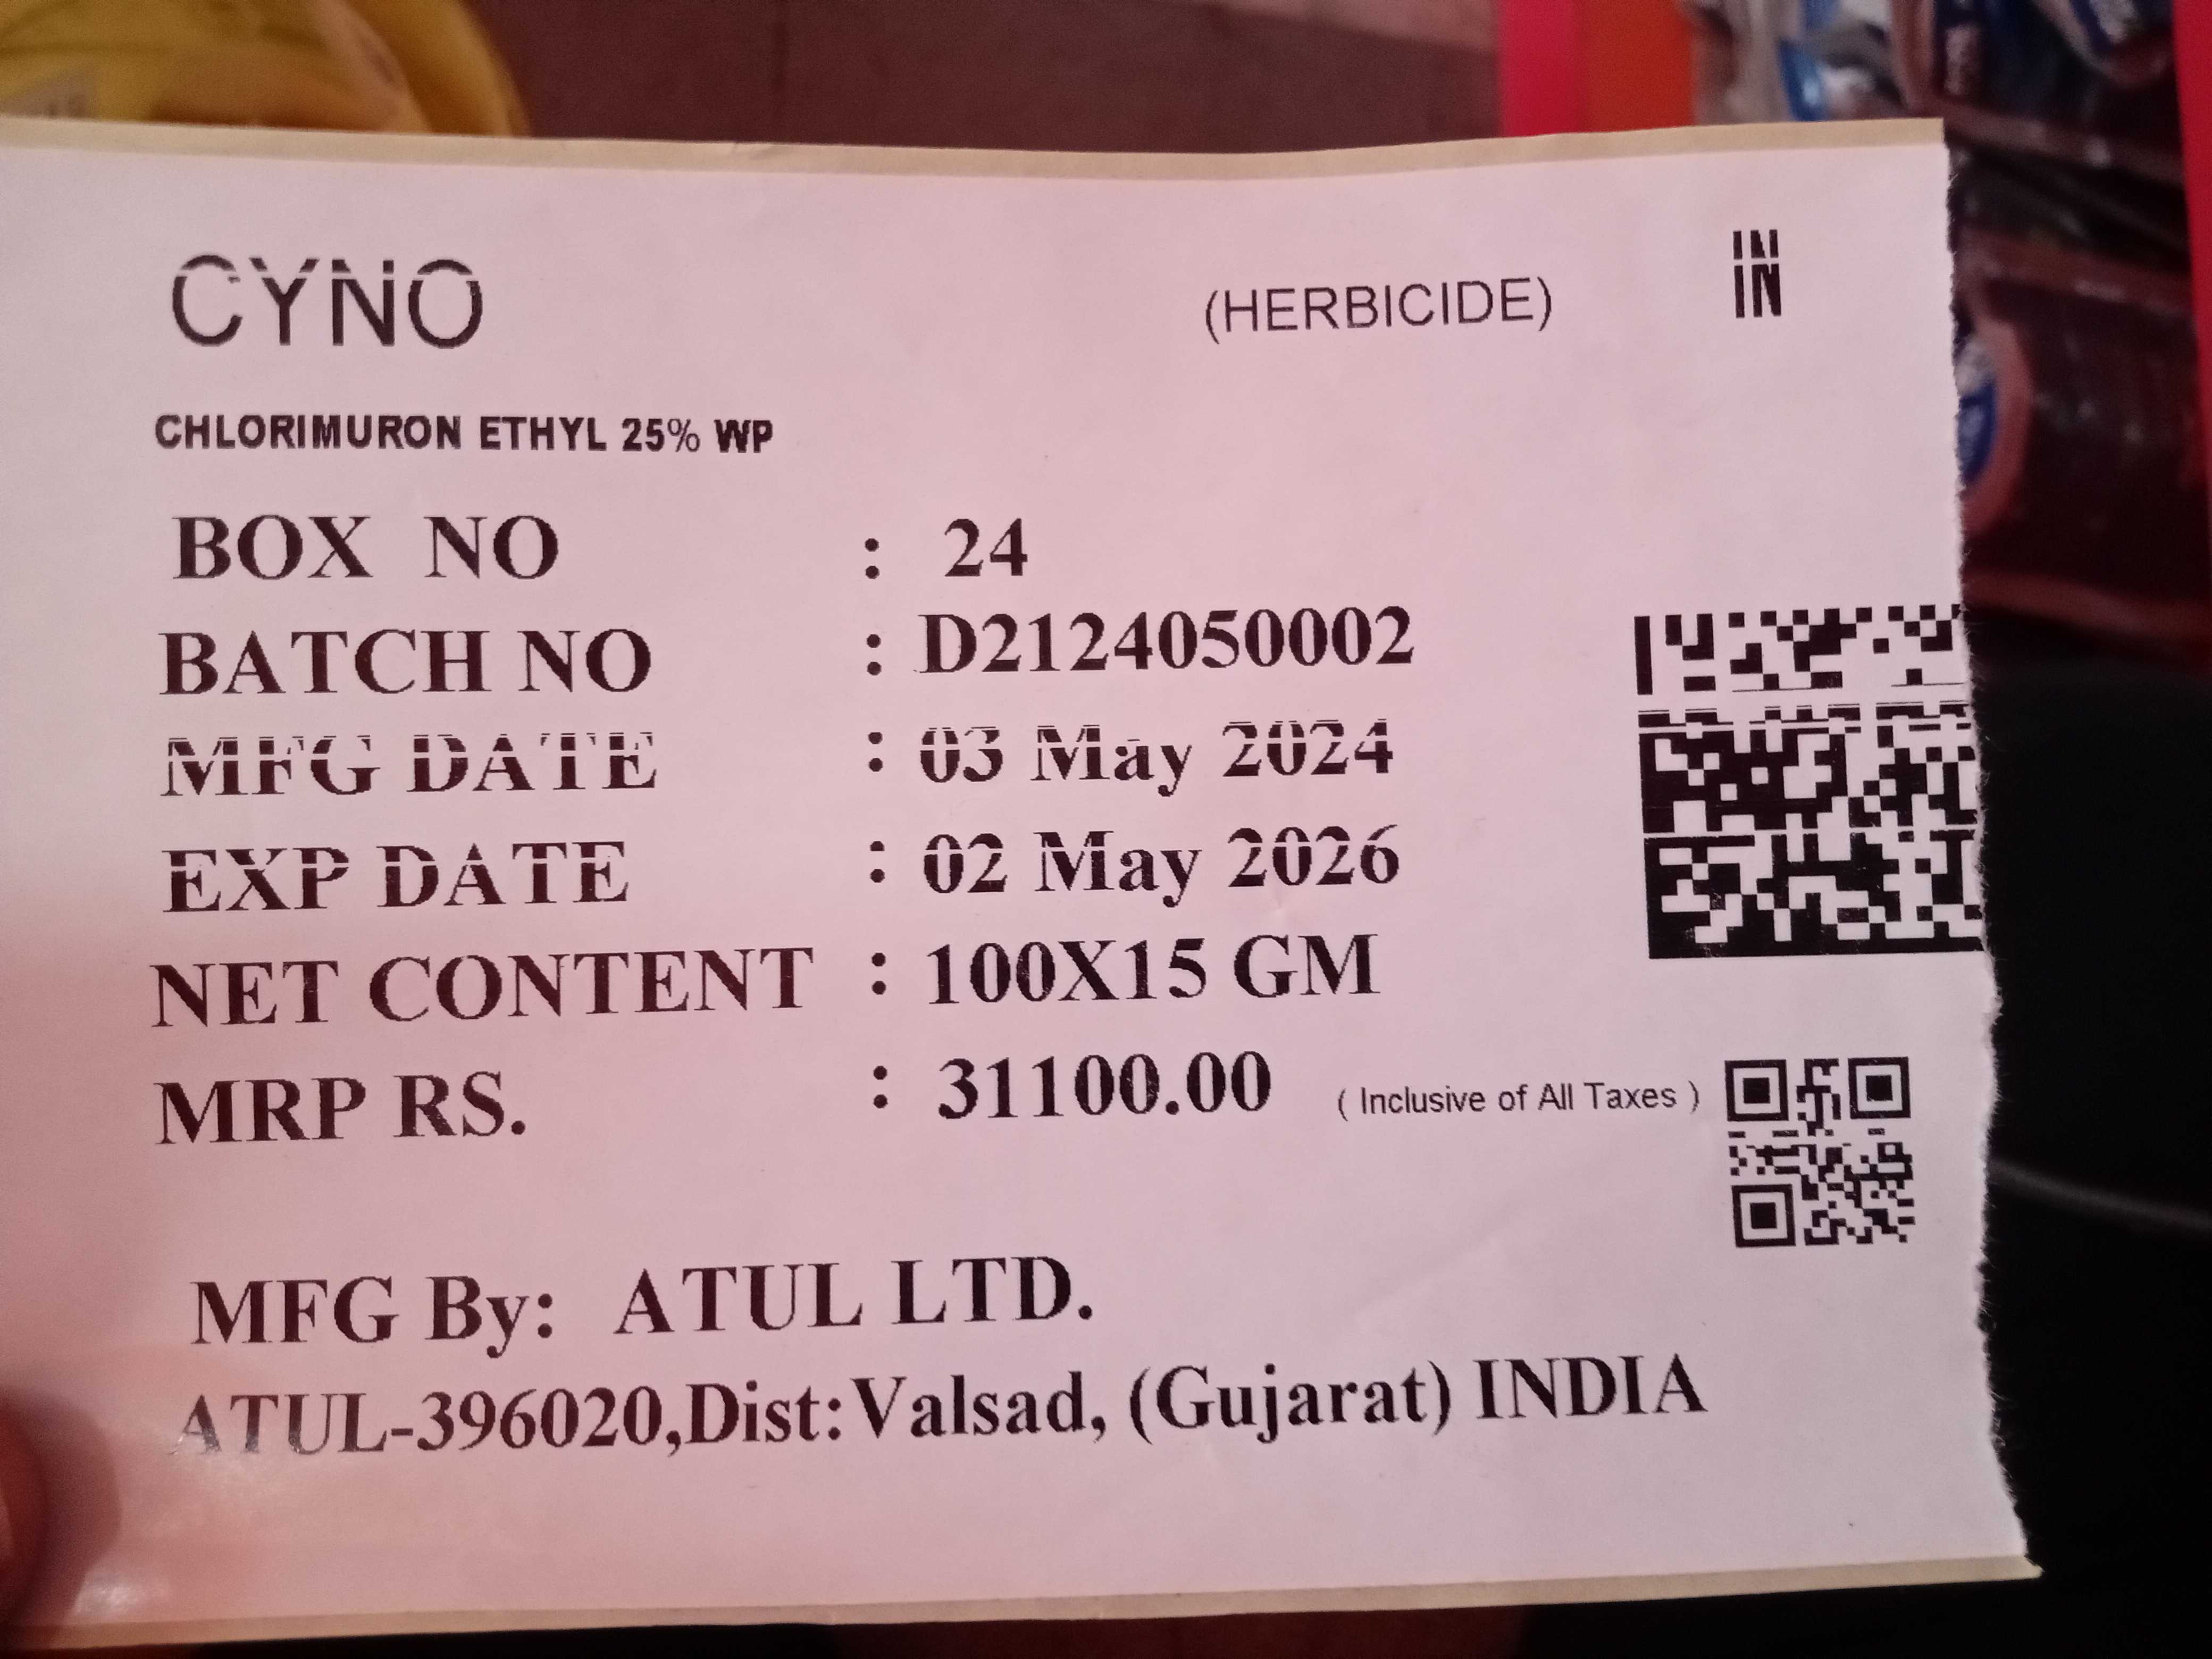 CYNO (HERBICIDE) IN
CHLORIMURON ETHYL 25% WP
BOX NO : 24
BATCH NO : D2124050002
MFG DATE : 03 May 2024
EXP DATE : 02 May 2026
NET CONTENT : 100X15 GM
MRP RS. : 31100.00 ( Inclusive of All Taxes )
MFG By: ATUL LTD.
ATUL-396020,Dist:Valsad, (Gujarat) INDIA